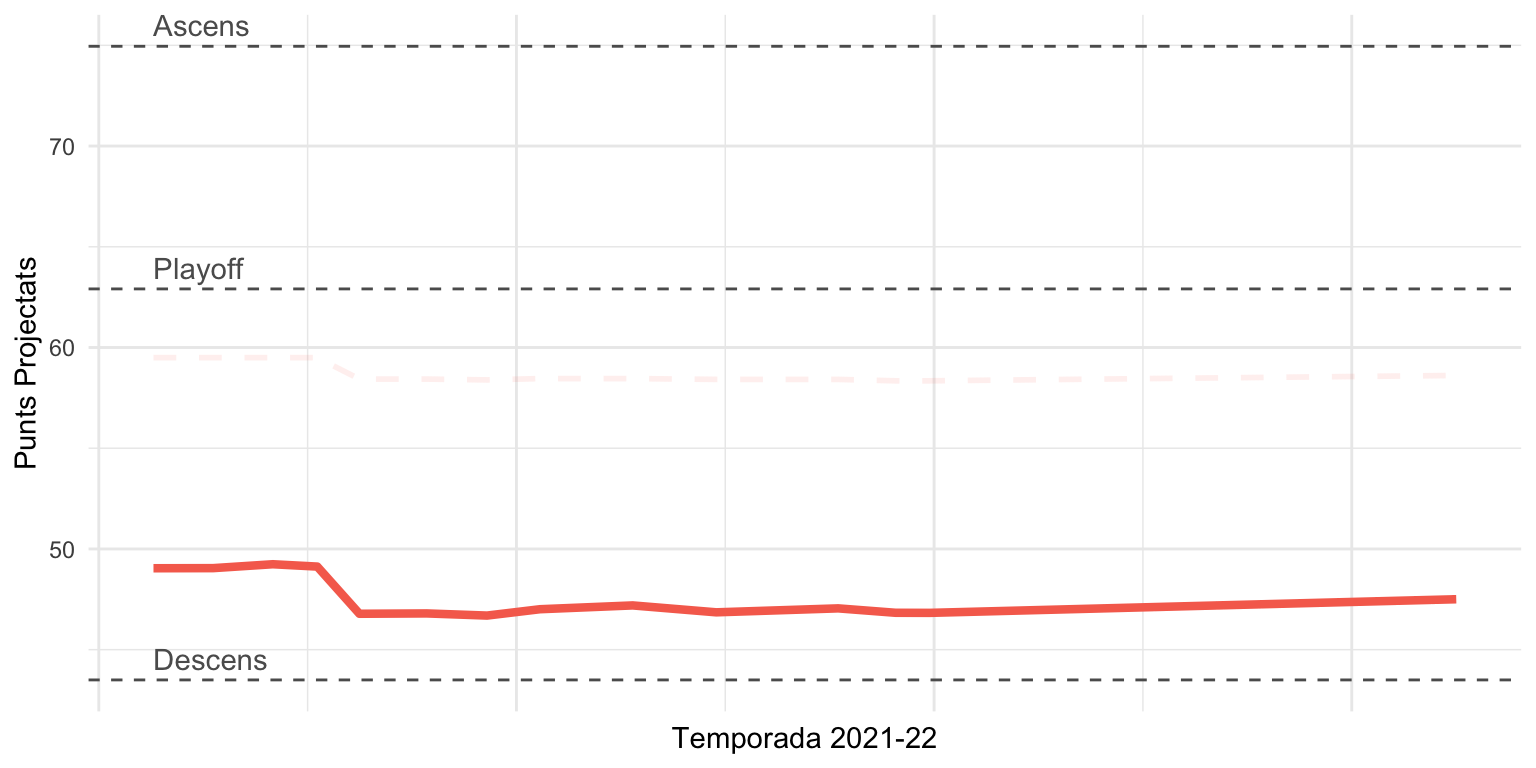 Ascens
70
Playoff
60
50
Descens
Punts Projectats
Temporada 2021-22